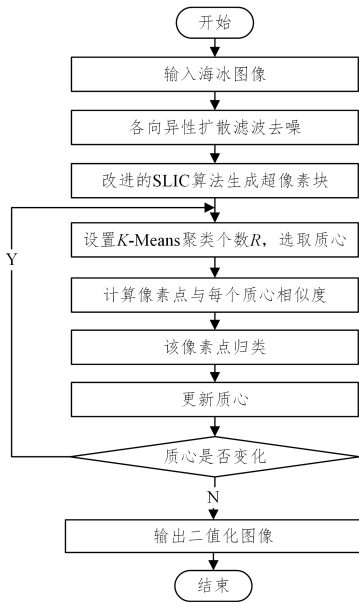 开始
输入海冰图像
各向异性扩散滤波去噪
改进的SLIC算法生成超像素块
设置K-Means聚类个数R，选取质心
Y
计算像素点与每个质心相似度
该像素点归类
更新质心
质心是否变化
N
输出二值化图像
结束